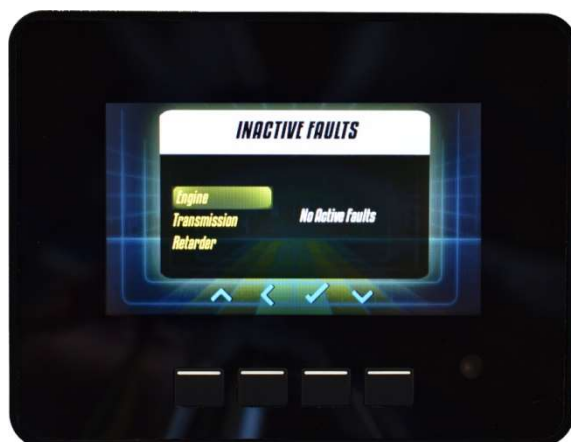 INACTIVE FAULTS
Engine
Transmission
Retarder
No Active Faults